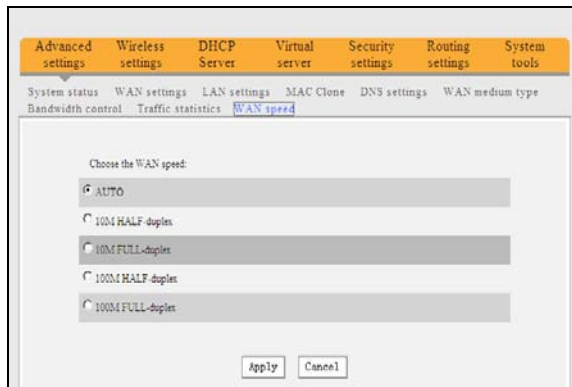 Advanced settings Wireless settings DHCP Server Virtual server Security settings Routing settings System tools
System status WAN settings LAN settings MAC Clone DNS settings WAN medium type
Bandwidth control Traffic statistics WAN speed
Choose the WAN speed:
AUTO
10M HALF-duplex
10M FULL-duplex
100M HALF-duplex
100M FULL-duplex
Apply Cancel